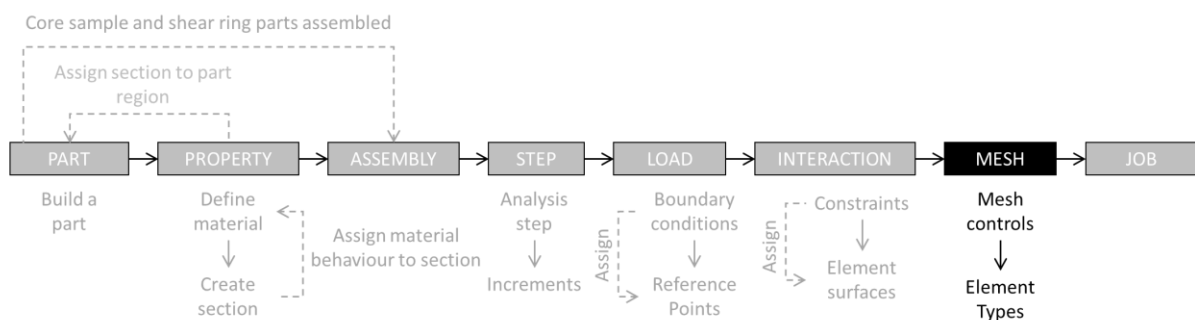 Core sample and shear ring parts assembled
Assign section to part
region
PART
PROPERTY
ASSEMBLY
STEP
LOAD
INTERACTION
MESH
JOB
Build a
part
Define
material
Create
section
Assign material
behaviour to section
Analysis
step
Increments
Assign
Boundary
conditions
Reference
Points
Assign
Constraints
Element
surfaces
Mesh
controls
Element
Types